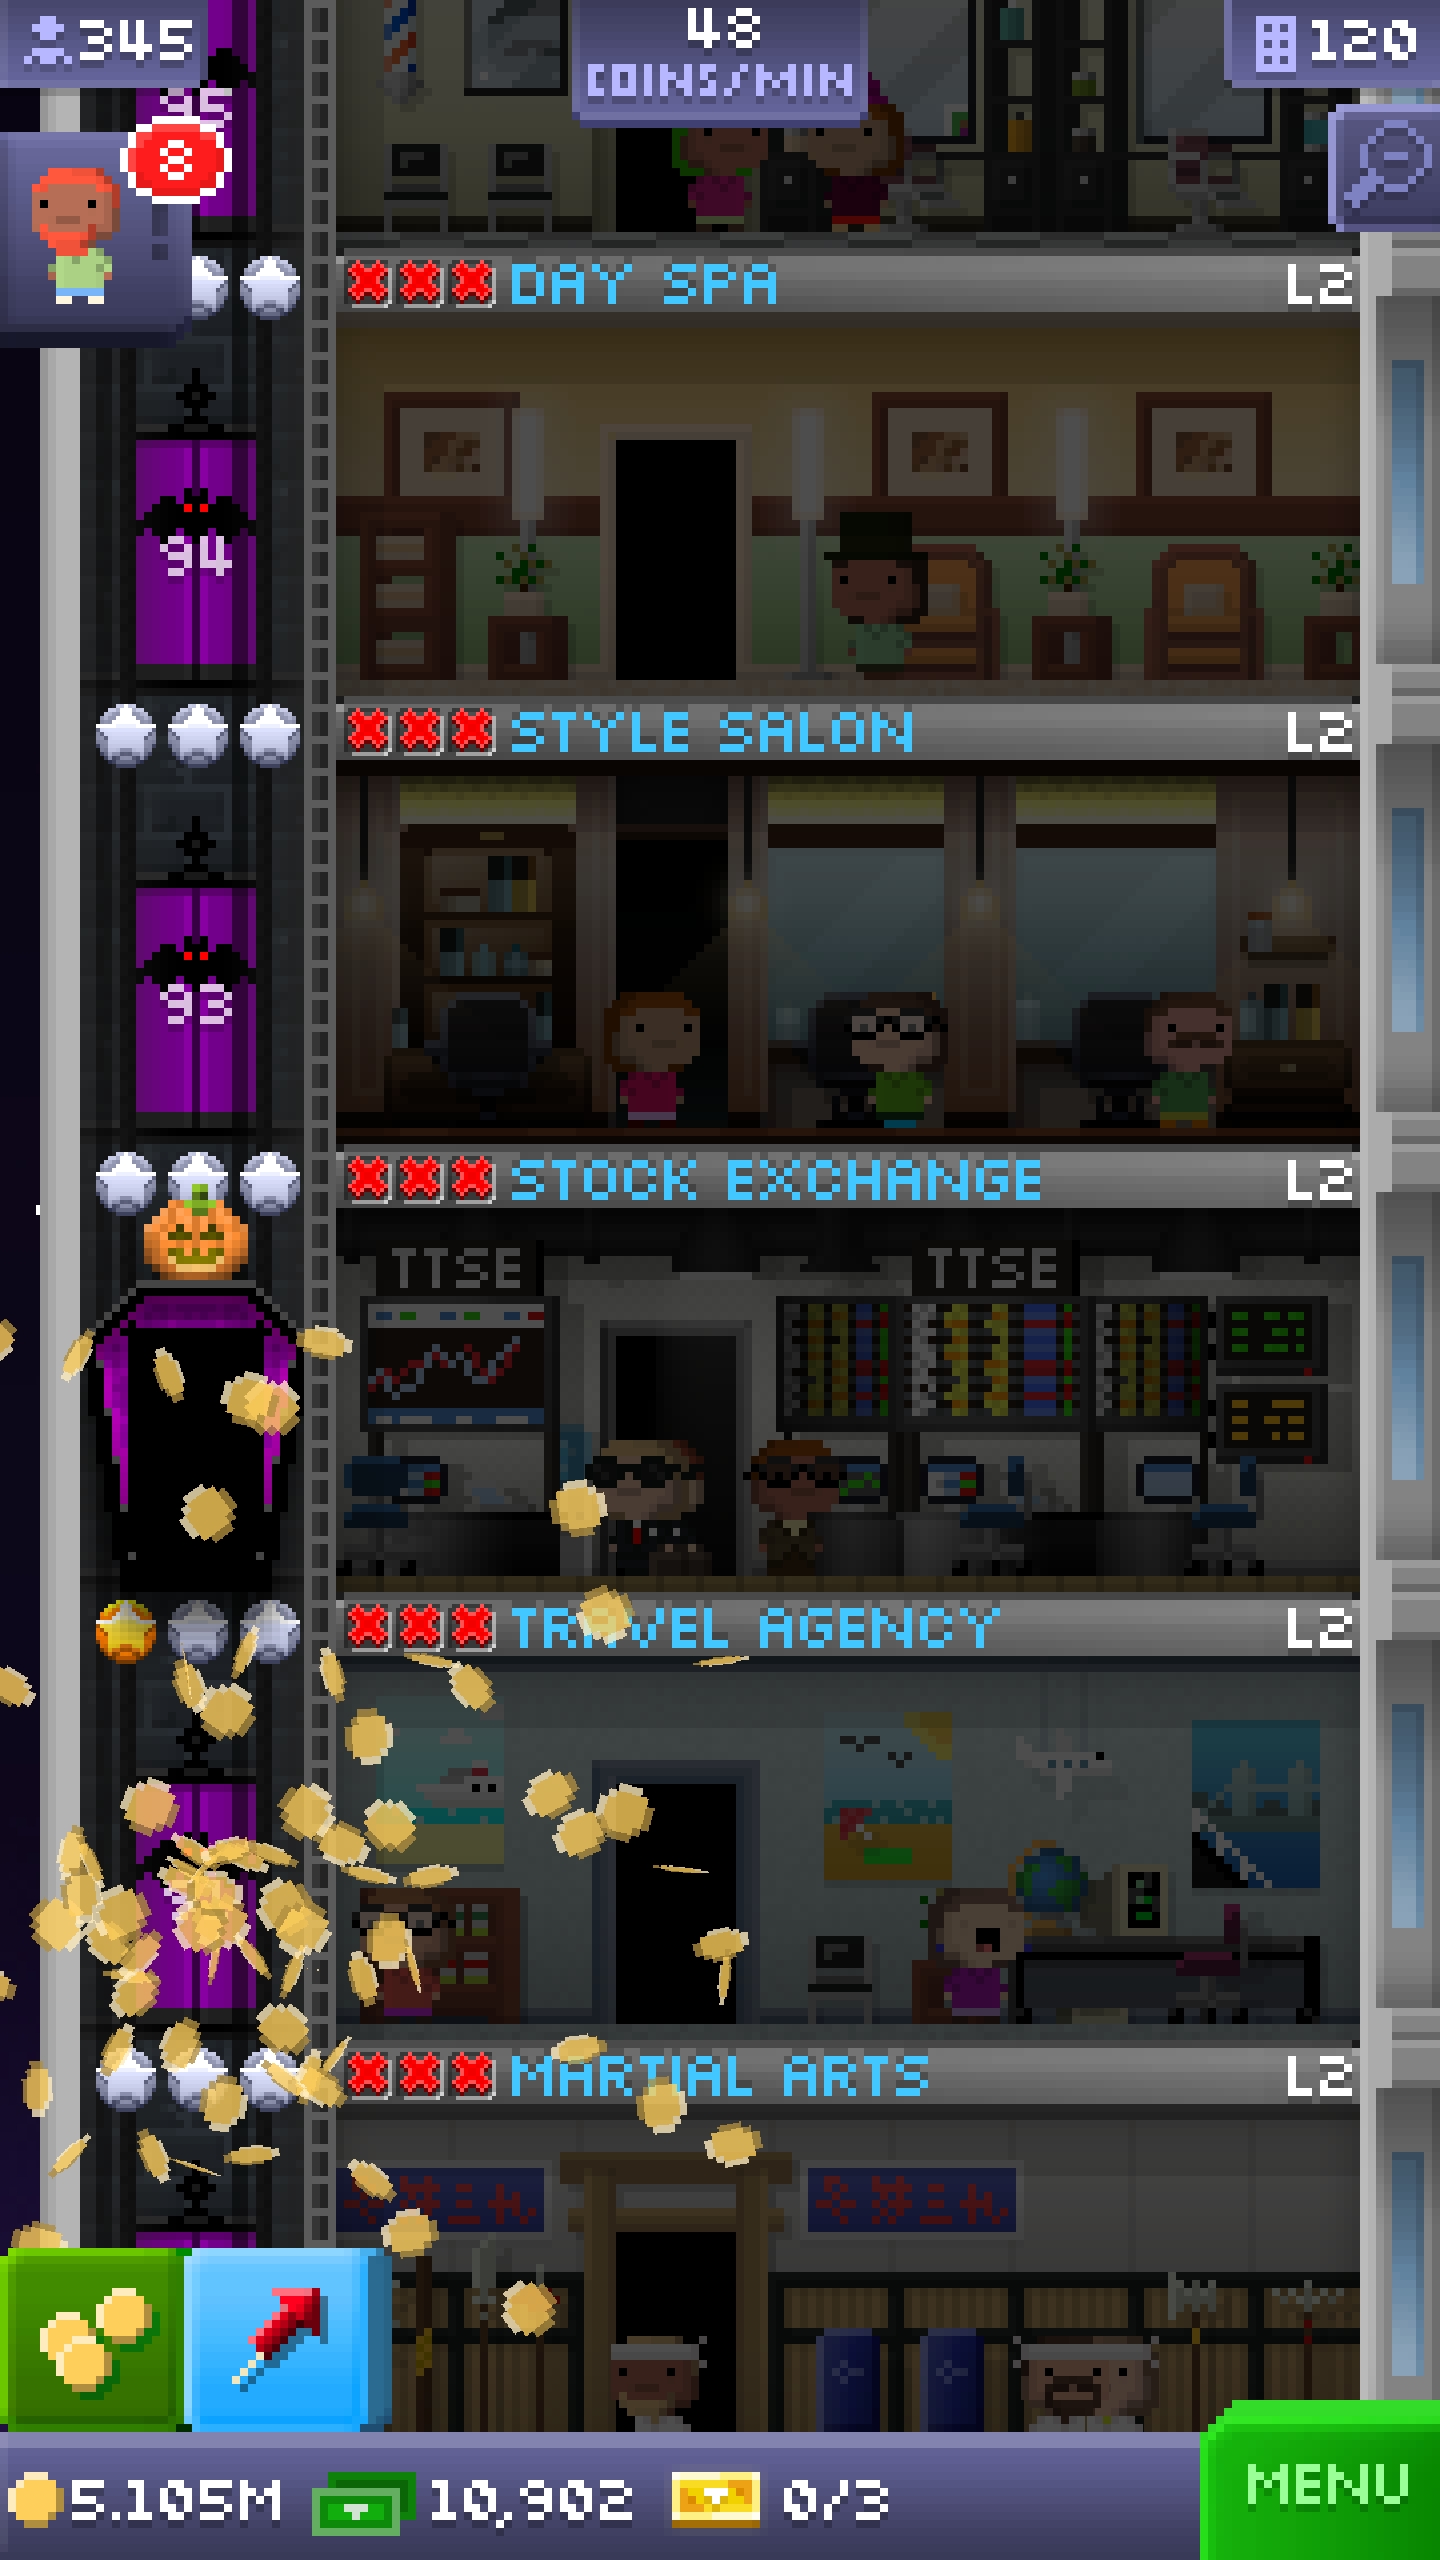 345
48
COINS/MIN
120
95
8
DAY SPA L2
94
STYLE SALON L2
93
STOCK EXCHANGE L2
TTSE TTSE
TRAVEL AGENCY L2
MARTIAL ARTS L2
5.105M 10,902 0/3
MENU